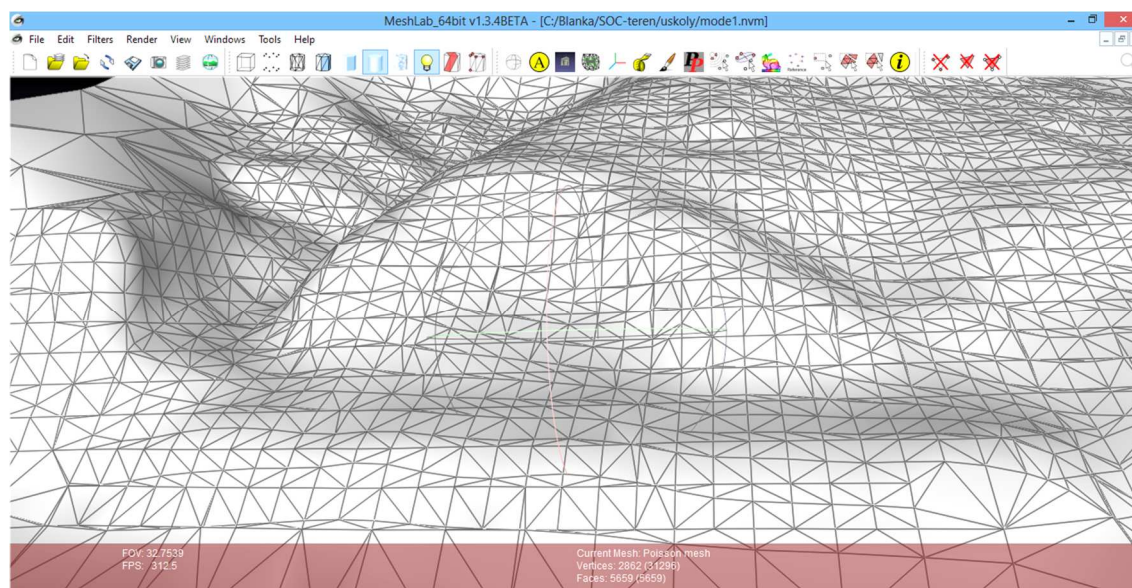 MeshLab_64bit v1.3.4BETA - [C:/Blanka/SOC-teren/uskoly/mode1.nvm]
File Edit Filters Render View Windows Tools Help
A PP i
FOV: 32.7539
FPS: 312.5
Current Mesh: Poisson mesh
Vertices: 2862 (31296)
Faces: 5659 (5659)